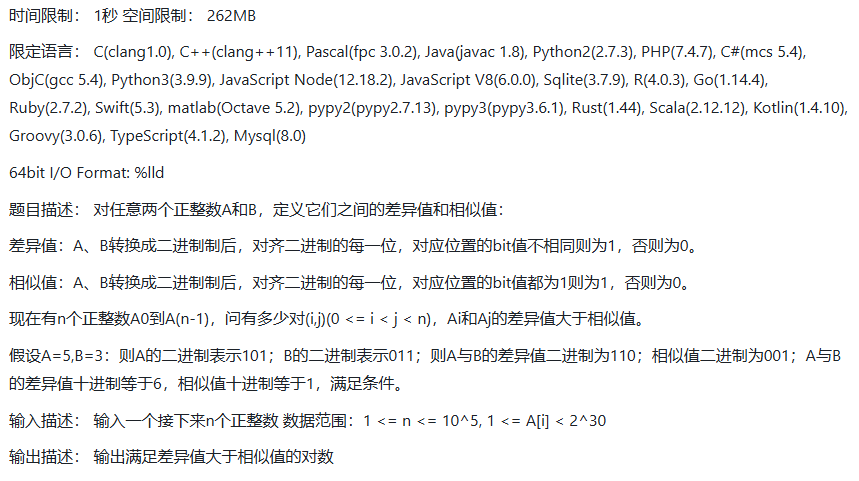 时间限制： 1秒 空间限制： 262MB
限定语言： C(clang1.0), C++(clang++11), Pascal(fpc 3.0.2), Java(javac 1.8), Python2(2.7.3), PHP(7.4.7), C#(mcs 5.4),
ObjC(gcc 5.4), Python3(3.9.9), JavaScript Node(12.18.2), JavaScript V8(6.0.0), Sqlite(3.7.9), R(4.0.3), Go(1.14.4),
Ruby(2.7.2), Swift(5.3), matlab(Octave 5.2), pypy2(pypy2.7.13), pypy3(pypy3.6.1), Rust(1.44), Scala(2.12.12), Kotlin(1.4.10),
Groovy(3.0.6), TypeScript(4.1.2), Mysql(8.0)
64bit I/O Format: %lld
题目描述： 对任意两个正整数A和B，定义它们之间的差异值和相似值：
差异值：A、B转换成二进制制后，对齐二进制的每一位，对应位置的bit值不相同则为1，否则为0。
相似值：A、B转换成二进制制后，对齐二进制的每一位，对应位置的bit值都为1则为1，否则为0。
现在有n个正整数A0到A(n-1)，问有多少对(i,j)(0 <= i < j < n)，Ai和Aj的差异值大于相似值。
假设A=5,B=3：则A的二进制表示101；B的二进制表示011；则A与B的差异值二进制为110；相似值二进制为001；A与B
的差异值十进制等于6，相似值十进制等于1，满足条件。
输入描述： 输入一个接下来n个正整数 数据范围：1 <= n <= 10^5, 1 <= A[i] < 2^30
输出描述： 输出满足差异值大于相似值的对数